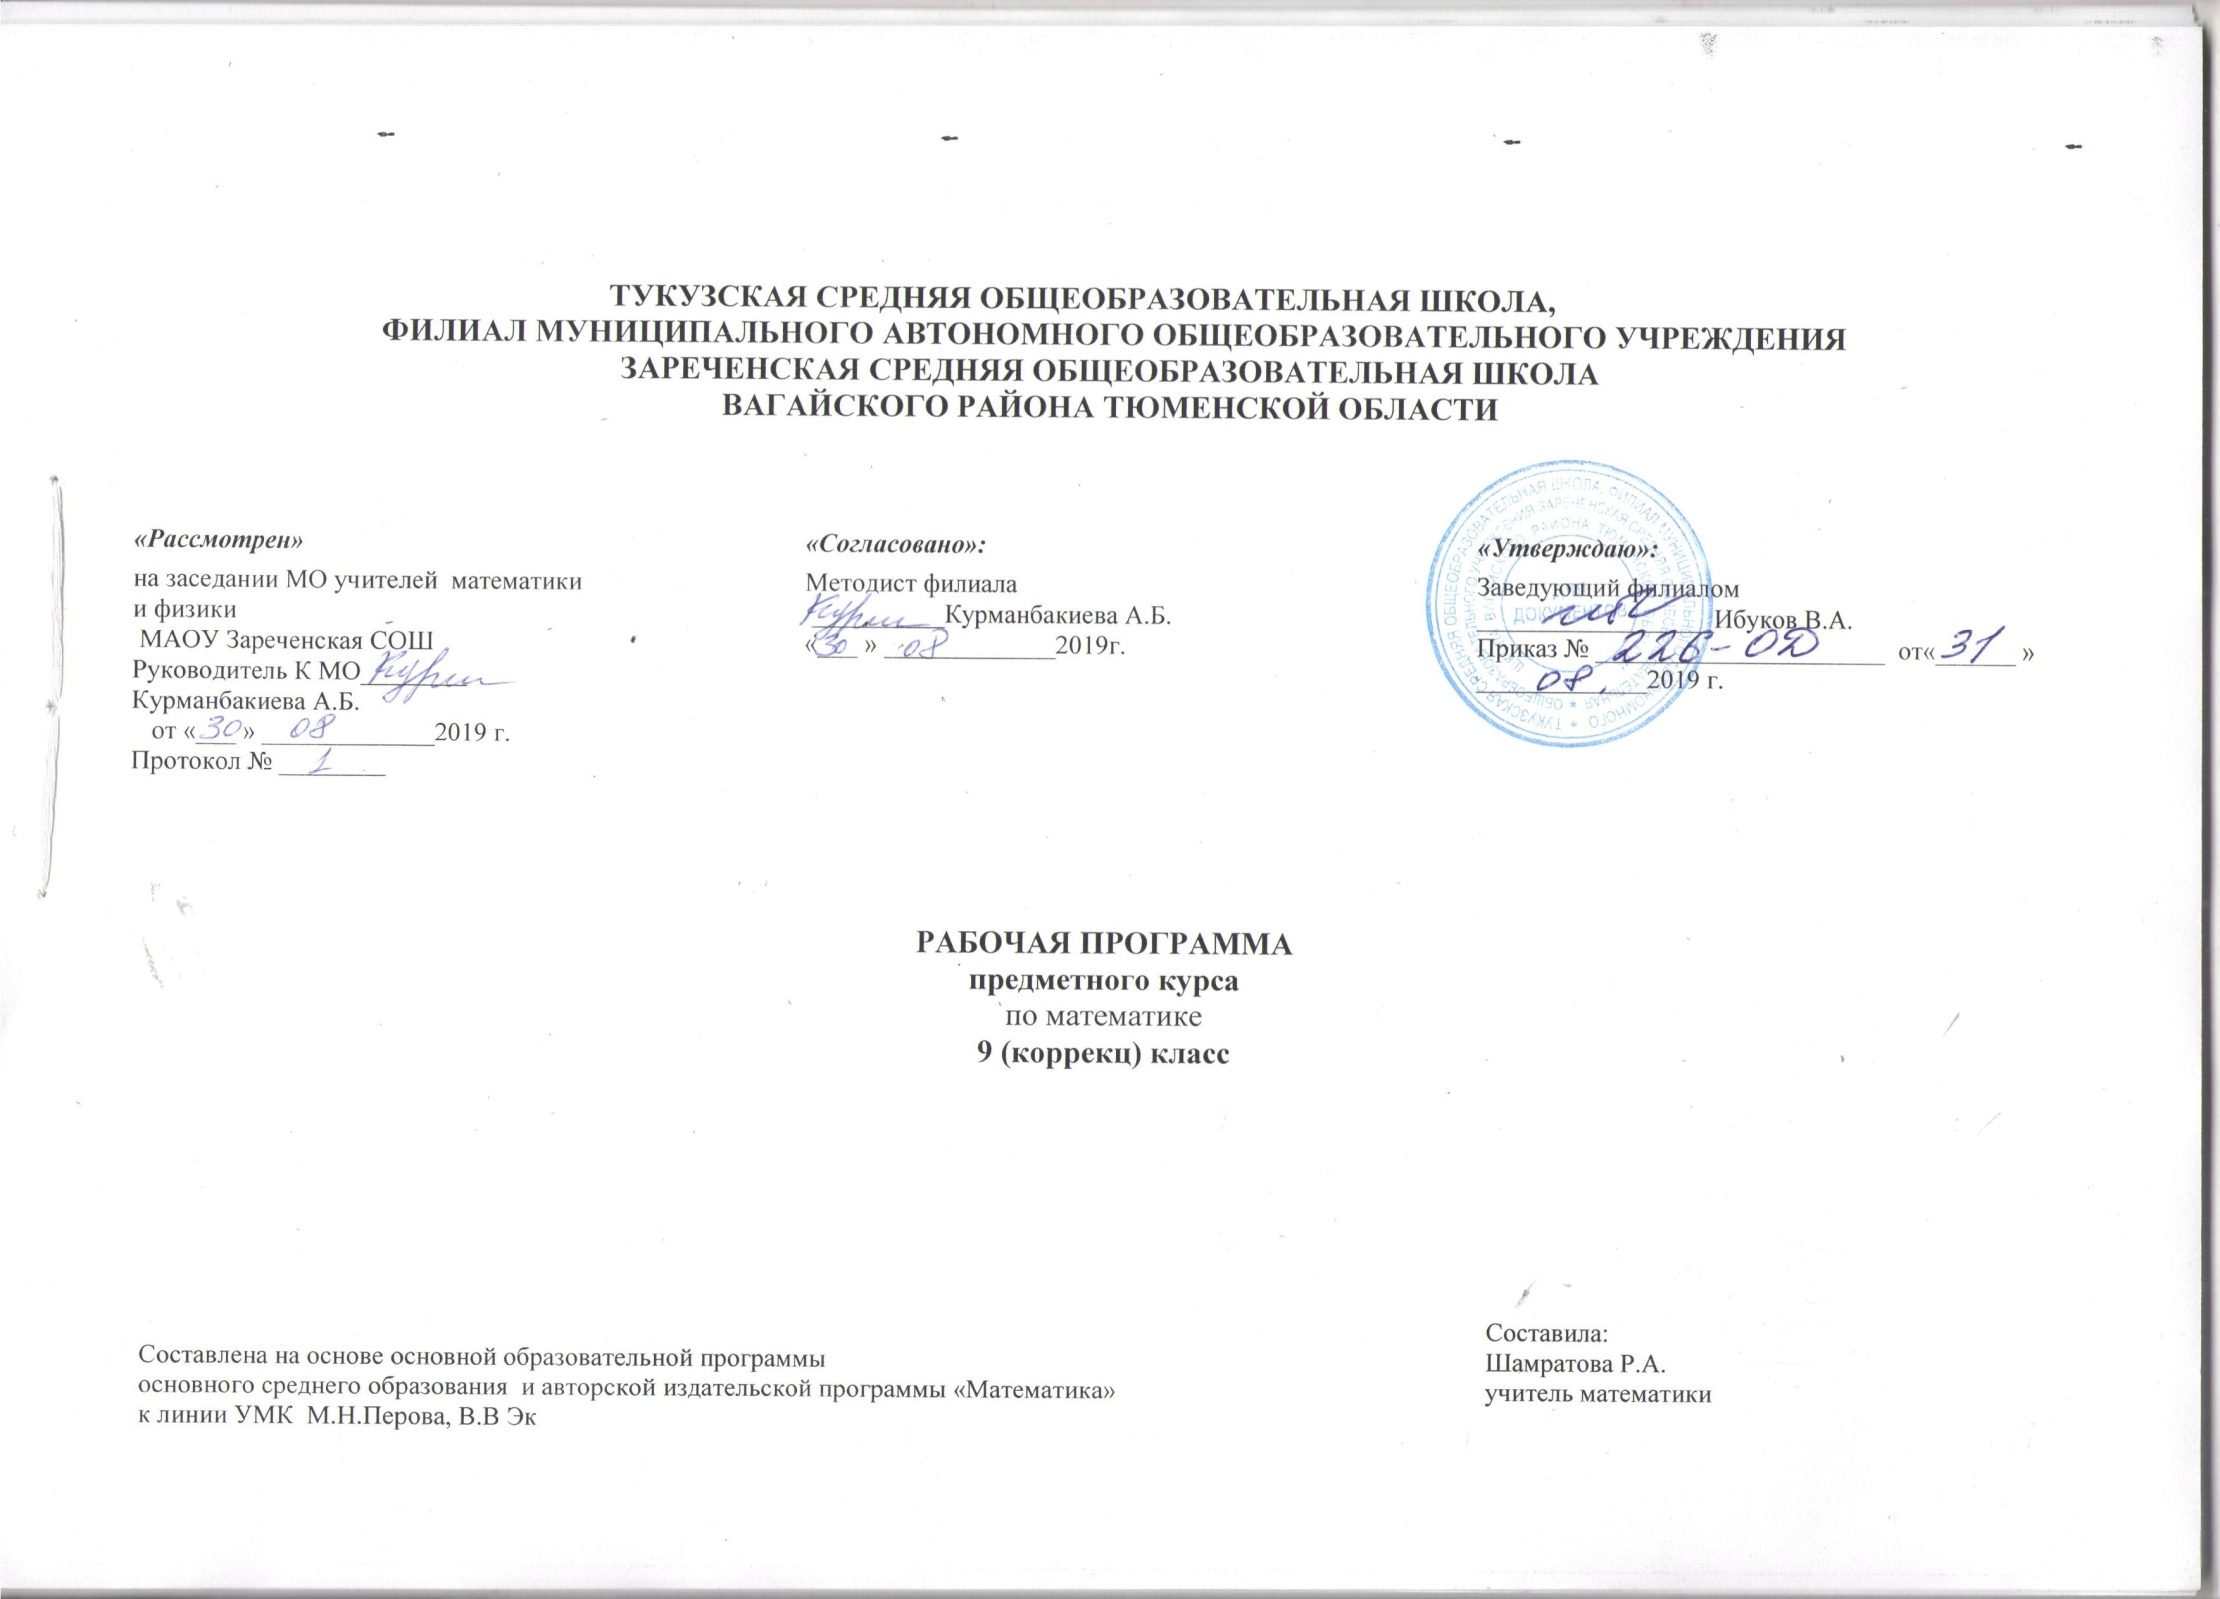 ТУКУЗСКАЯ СРЕДНЯЯ ОБЩЕОБРАЗОВАТЕЛЬНАЯ ШКОЛА,
ФИЛИАЛ МУНИЦИПАЛЬНОГО АВТОНОМНОГО ОБЩЕОБРАЗОВАТЕЛЬНОГО УЧРЕЖДЕНИЯ
ЗАРЕЧЕНСКАЯ СРЕДНЯЯ ОБЩЕОБРАЗОВАТЕЛЬНАЯ ШКОЛА
ВАГАЙСКОГО РАЙОНА ТЮМЕНСКОЙ ОБЛАСТИ
«Рассмотрен»
на заседании МО учителей математики
и физики
МАОУ Зареченская СОШ
Руководитель К МО
Курманбакиева А.Б.
от «30» 08 2019 г.
Протокол № 1
«Согласовано»:
Методист филиала
Курманбакиева А.Б.
«30 » 08 2019г.
«Утверждаю»:
Заведующий филиалом
Ибуков В.А.
Приказ № 226-ОД от« 31 »
08. 2019 г.
ДОКУМЕНТОВ
РАБОЧАЯ ПРОГРАММА
предметного курса
по математике
9 (коррекц) класс
Составлена на основе основной образовательной программы
основного среднего образования и авторской издательской программы «Математика»
к линии УМК М.Н.Перова, В.В Эк
Составила:
Шамратова Р.А.
учитель математики